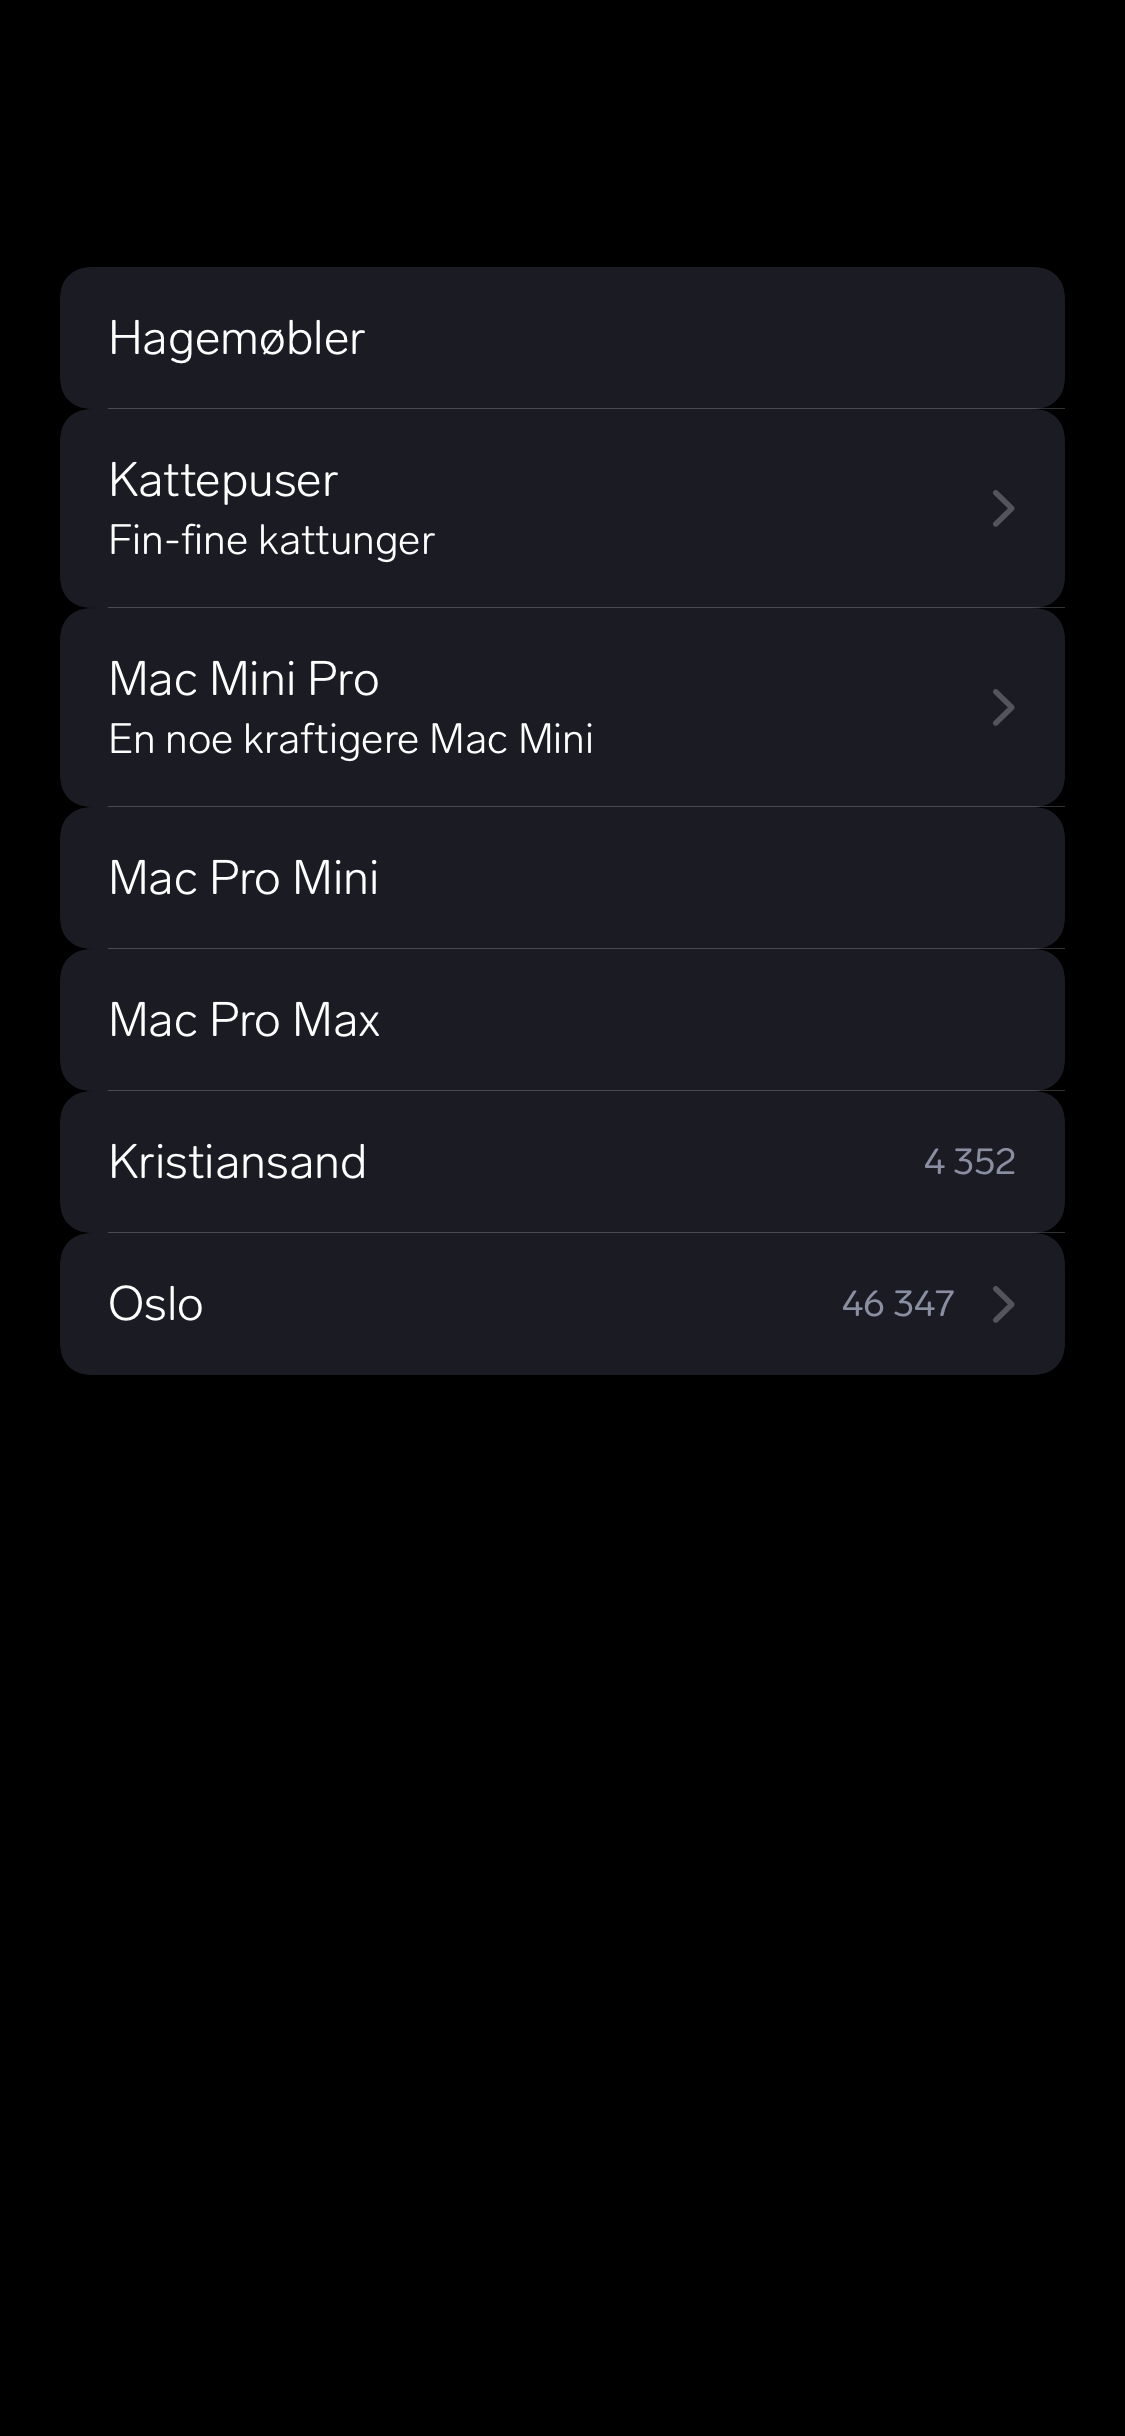 Hagemøbler
Kattepuser
Fin-fine kattunger
Mac Mini Pro
En noe kraftigere Mac Mini
Mac Pro Mini
Mac Pro Max
Kristiansand 4 352
Oslo 46 347